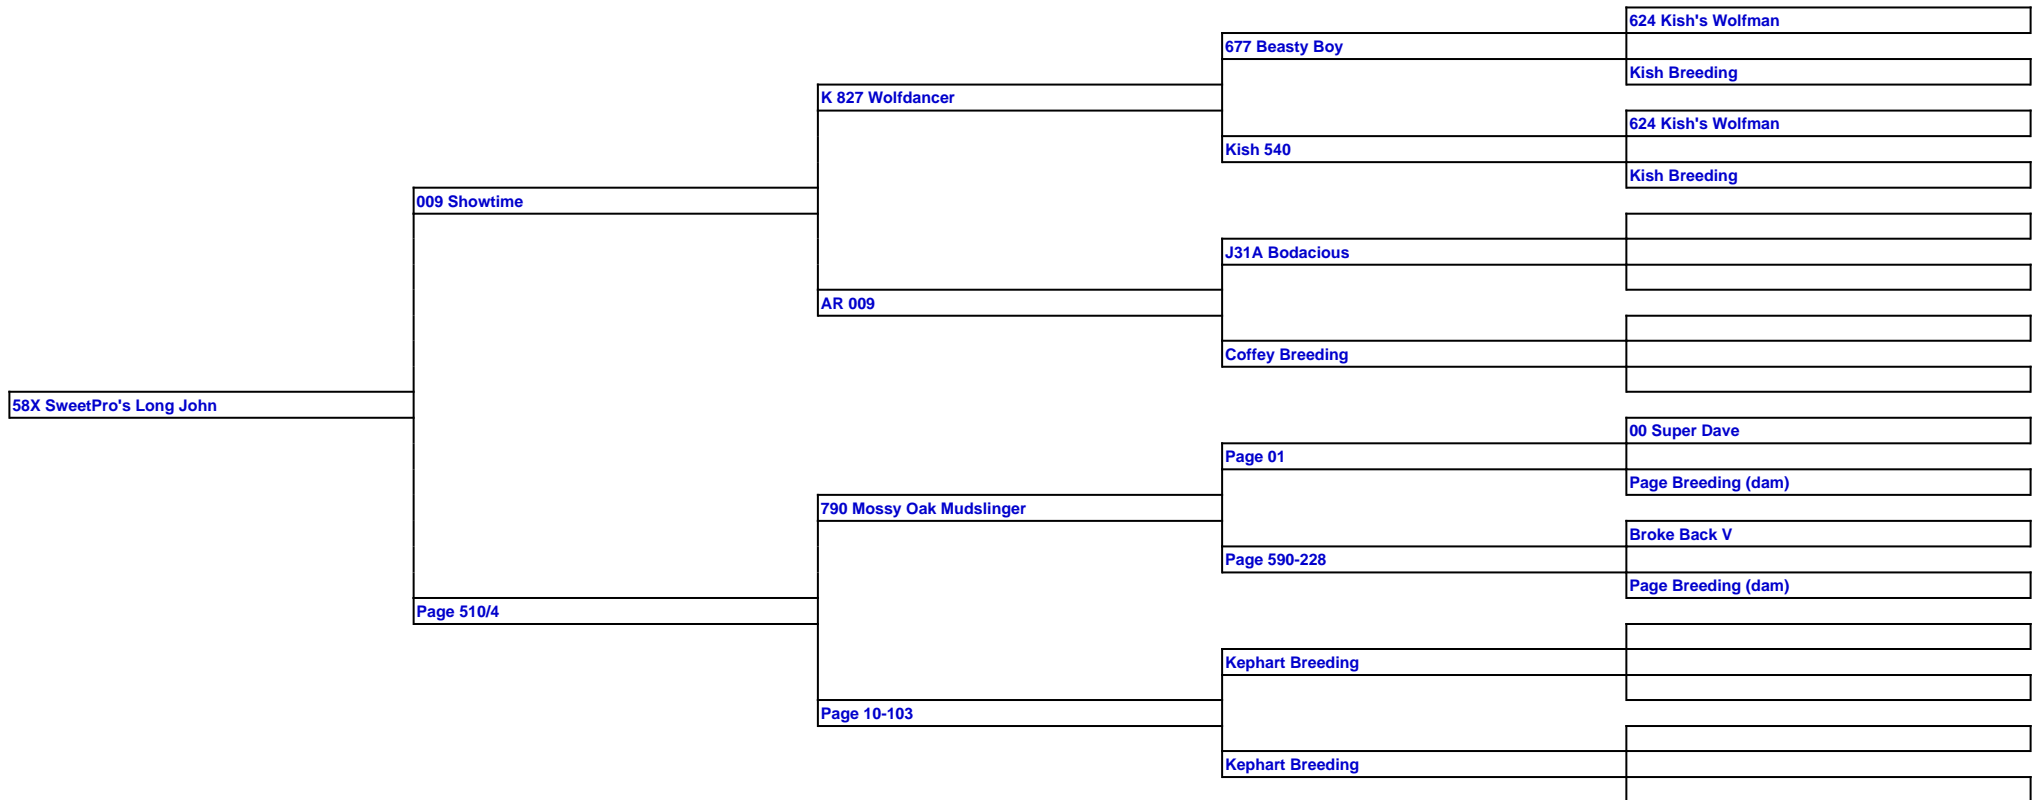 624 Kish's Wolfman
677 Beasty Boy
Kish Breeding
K 827 Wolfdancer
624 Kish's Wolfman
Kish 540
Kish Breeding
009 Showtime
J31A Bodacious
AR 009
Coffey Breeding
58X SweetPro's Long John
00 Super Dave
Page 01
Page Breeding (dam)
790 Mossy Oak Mudslinger
Broke Back V
Page 590-228
Page Breeding (dam)
Page 510/4
Kephart Breeding
Page 10-103
Kephart Breeding